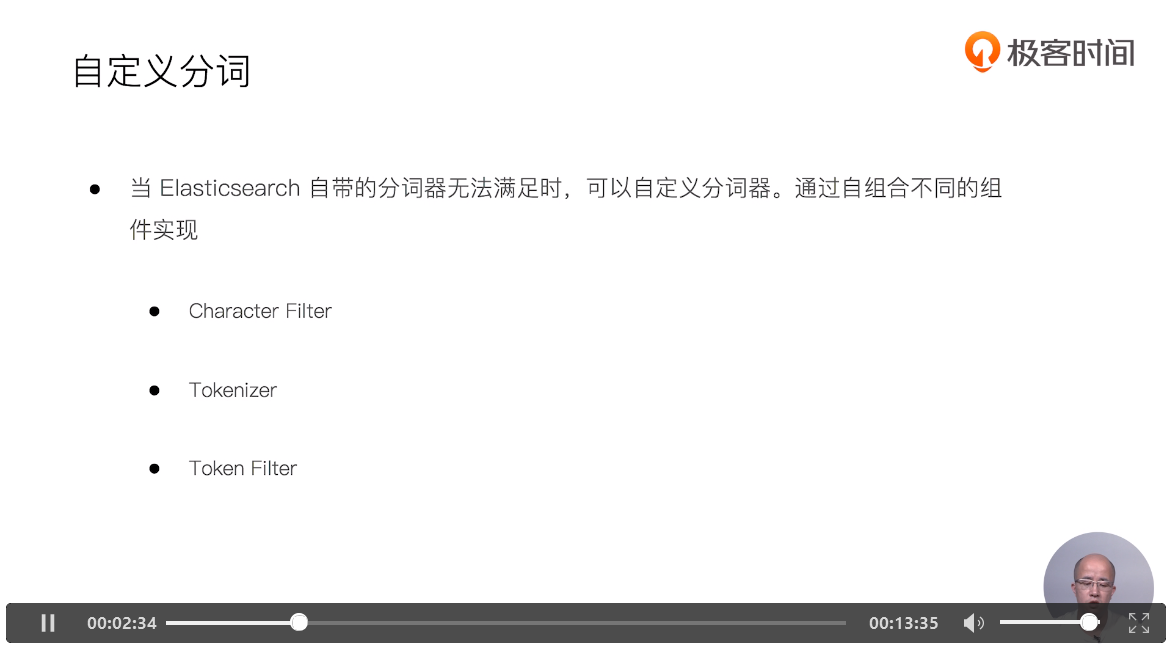 极客时间
自定义分词
当 Elasticsearch 自带的分词器无法满足时，可以自定义分词器。通过自组合不同的组
件实现
Character Filter
Tokenizer
Token Filter
00:02:34
00:13:35